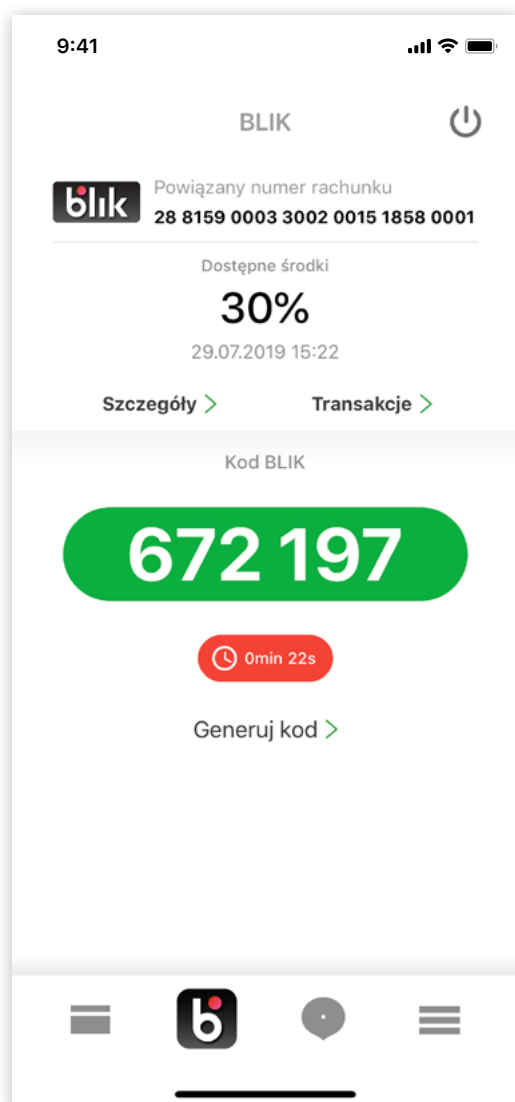 9:41
BLIK
blik
Powiązany numer rachunku
28 8159 0003 3002 0015 1858 0001
Dostępne środki
30%
29.07.2019 15:22
Szczegóły
Transakcje
Kod BLIK
672 197
0min 22s
Generuj kod
b